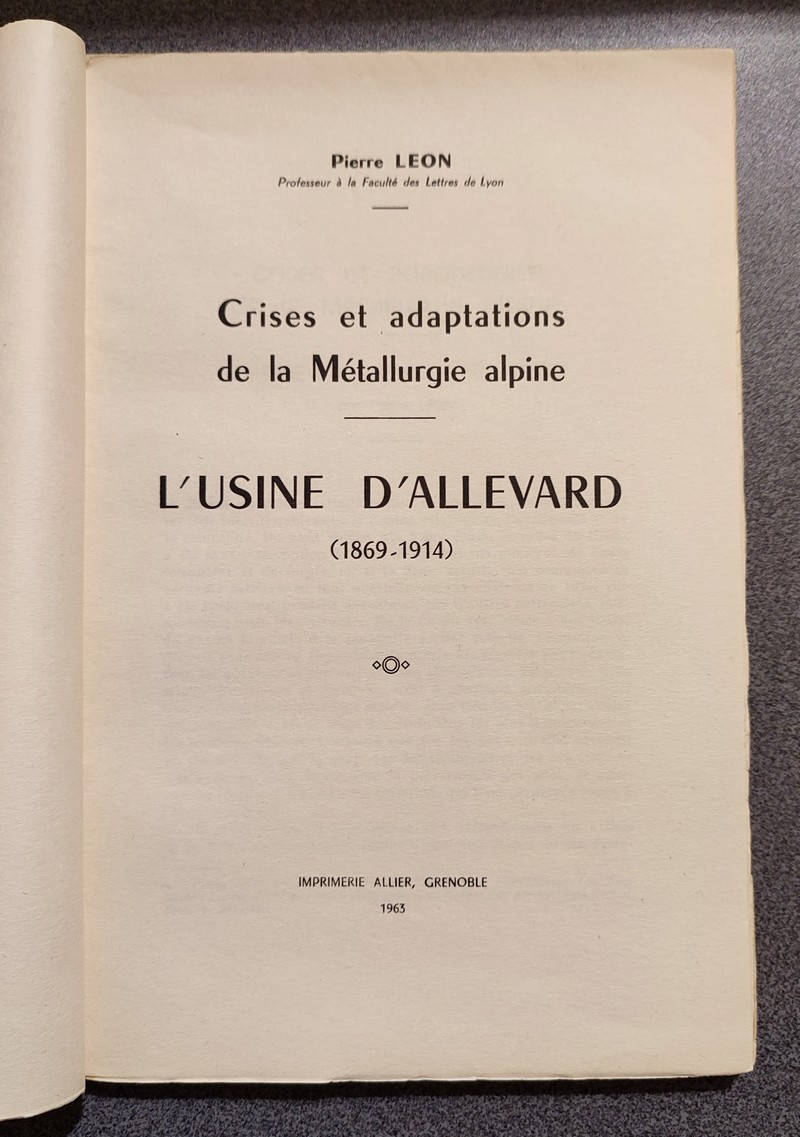 Pierre LEON
Professeur à la Faculté des Lettres de Lyon
Crises et adaptations
de la Métallurgie alpine
L'USINE D'ALLEVARD
(1869-1914)
IMPRIMERIE ALLIER, GRENOBLE
1963